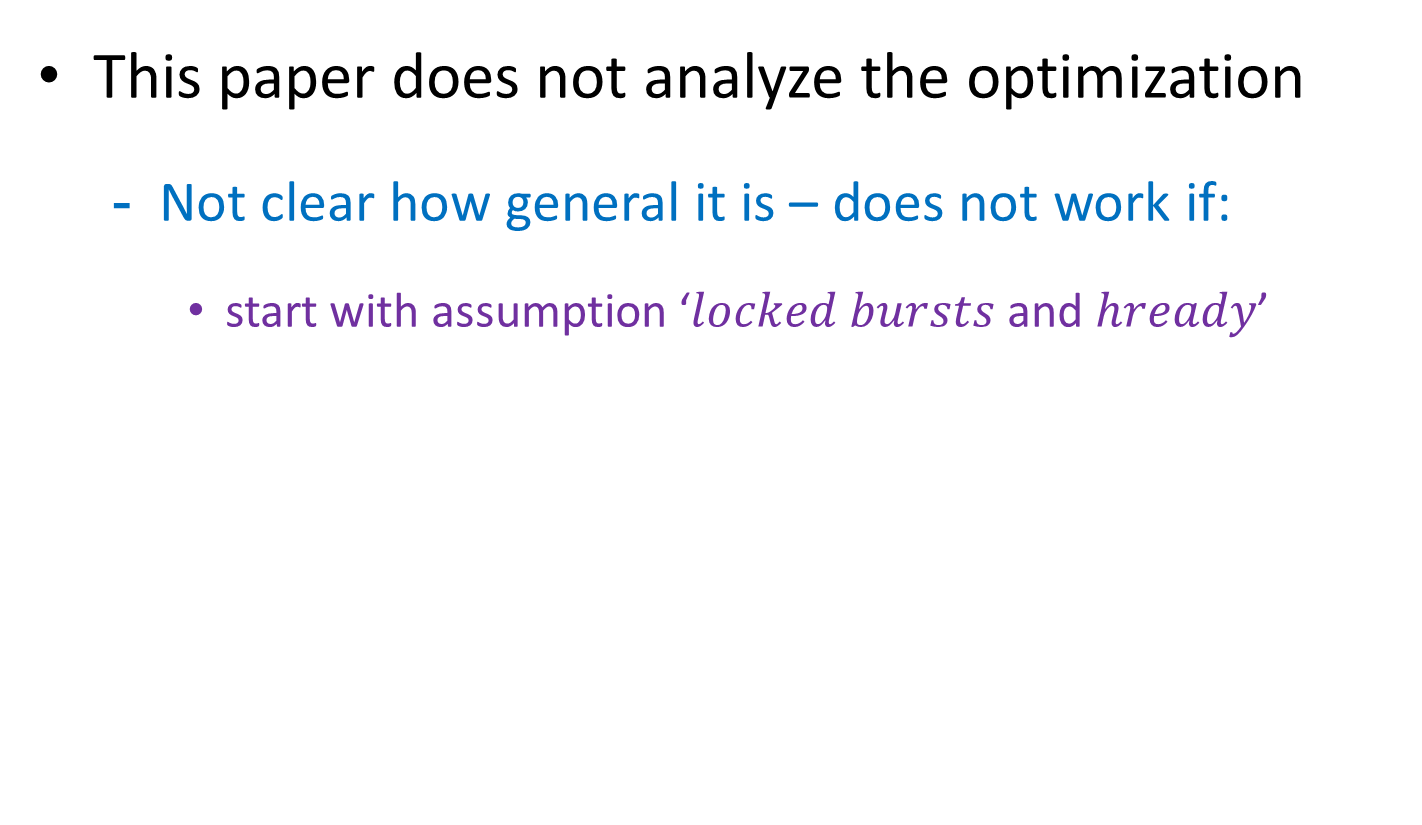 • This paper does not analyze the optimization
- Not clear how general it is – does not work if:
• start with assumption ‘locked bursts and hready’